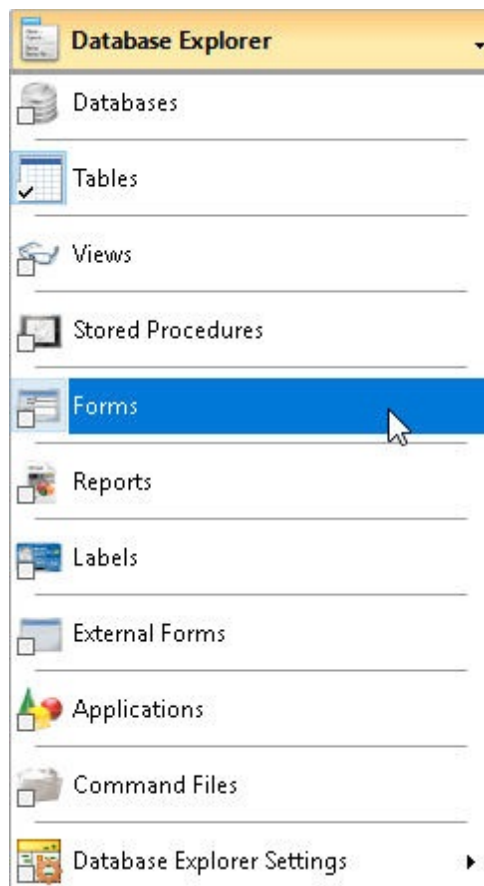 Database Explorer
Databases
Tables
Views
Stored Procedures
Forms
Reports
Labels
External Forms
Applications
Command Files
Database Explorer Settings